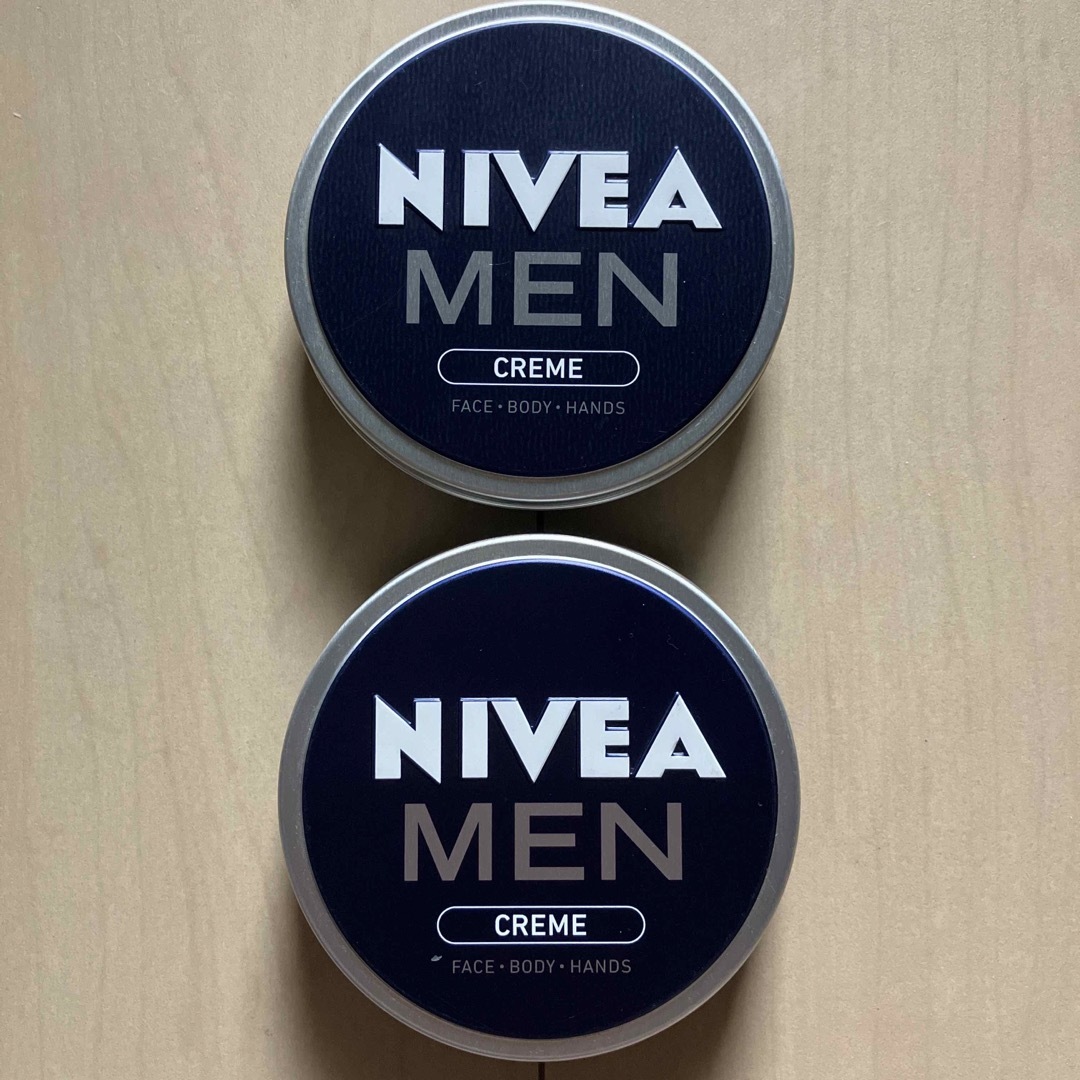 NIVEA
MEN
CREME
FACE • BODY • HANDS
NIVEA
MEN
CREME
FACE • BODY • HANDS